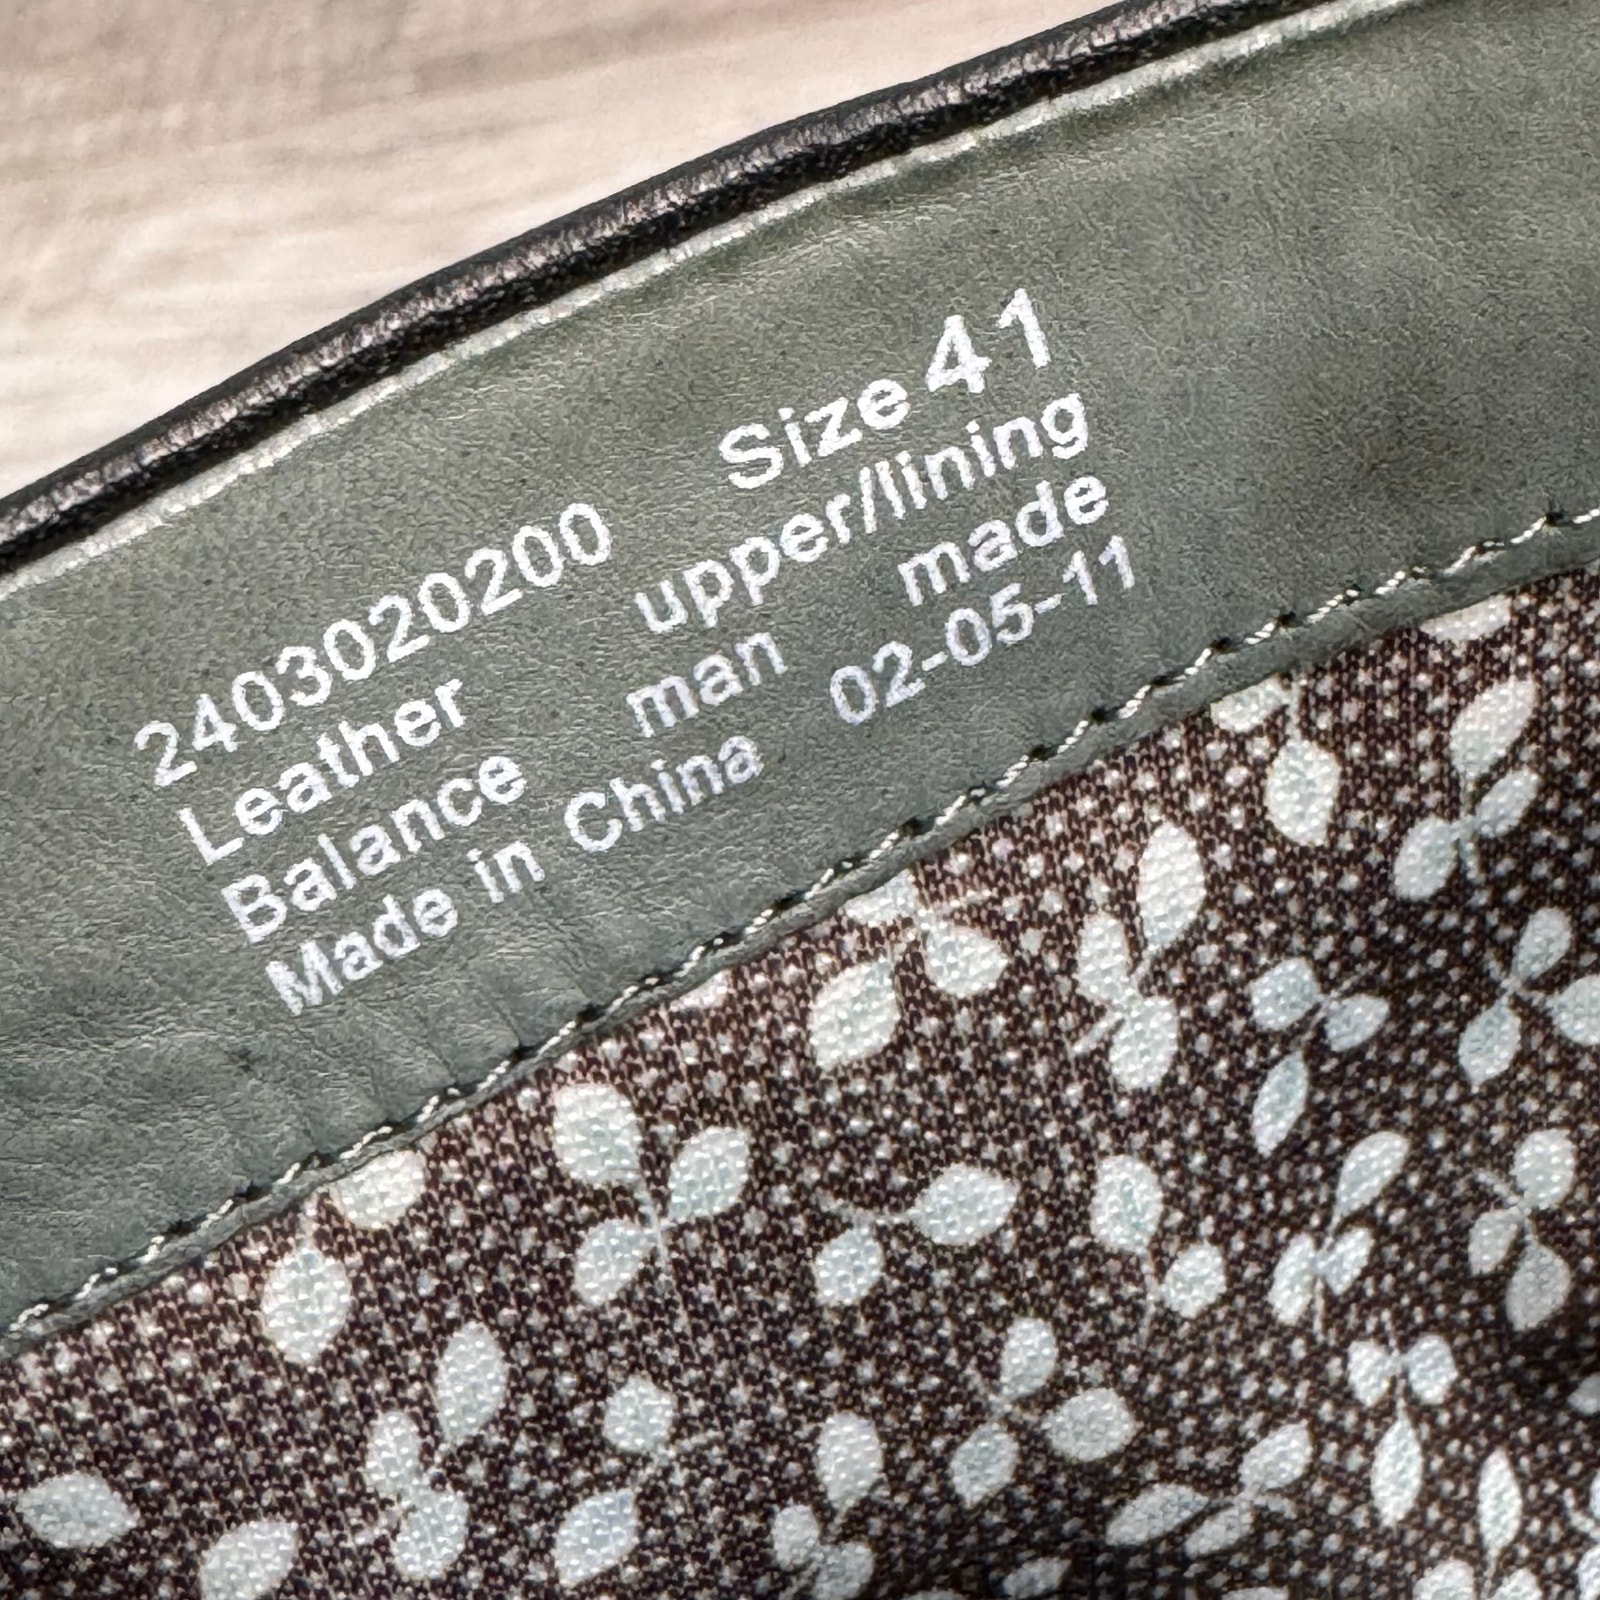 2403020200 Size 41
Leather upper/lining
Balance man made
Made in China 02-05-11